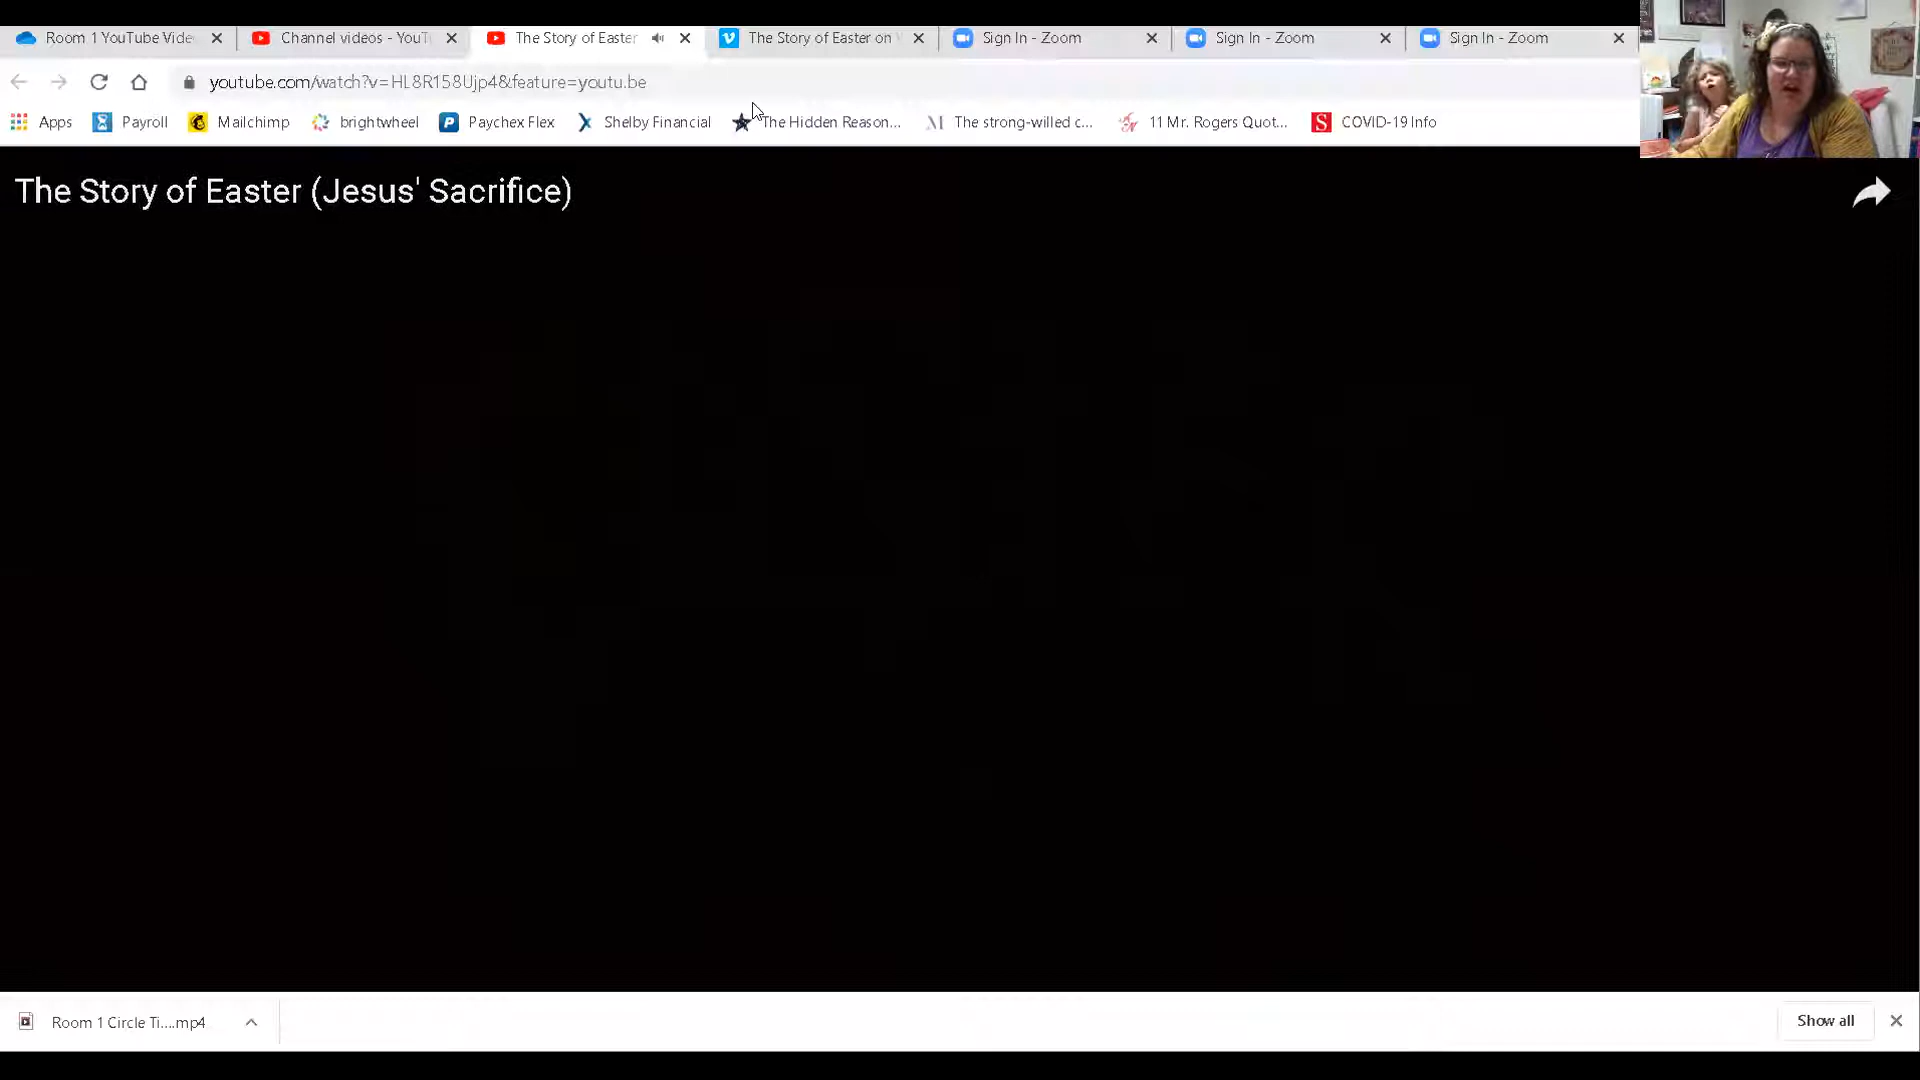 Room 1 YouTube Vide
Channel videos - YouT
The Story of Easter
The Story of Easter on
Sign In - Zoom
Sign In - Zoom
Sign In - Zoom
youtube.com/watch?v=HL8R158Ujp4&feature=youtu.be
Apps
Payroll
Mailchimp
brightwheel
Paychex Flex
Shelby Financial
The Hidden Reason...
The strong-willed c...
11 Mr. Rogers Quot...
COVID-19 Info
The Story of Easter (Jesus' Sacrifice)
Room 1 Circle Ti....mp4
Show all